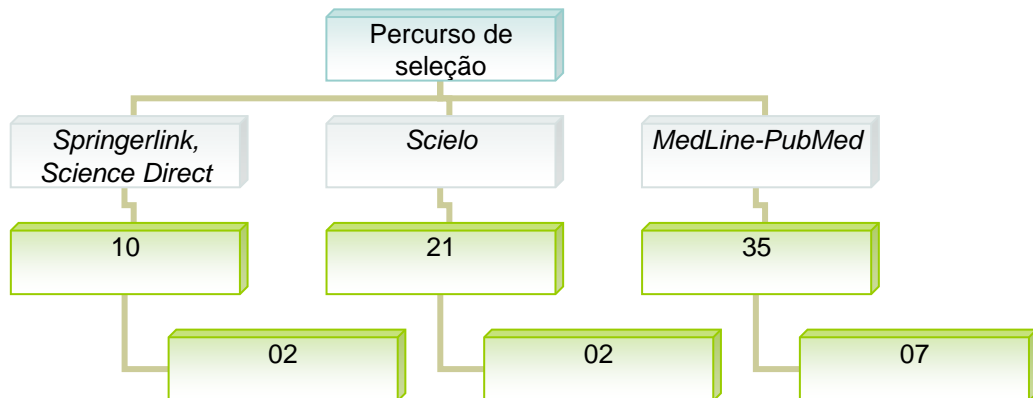 Percurso de
seleção
Springerlink,
Science Direct
Scielo
MedLine-PubMed
10
21
35
02
02
07